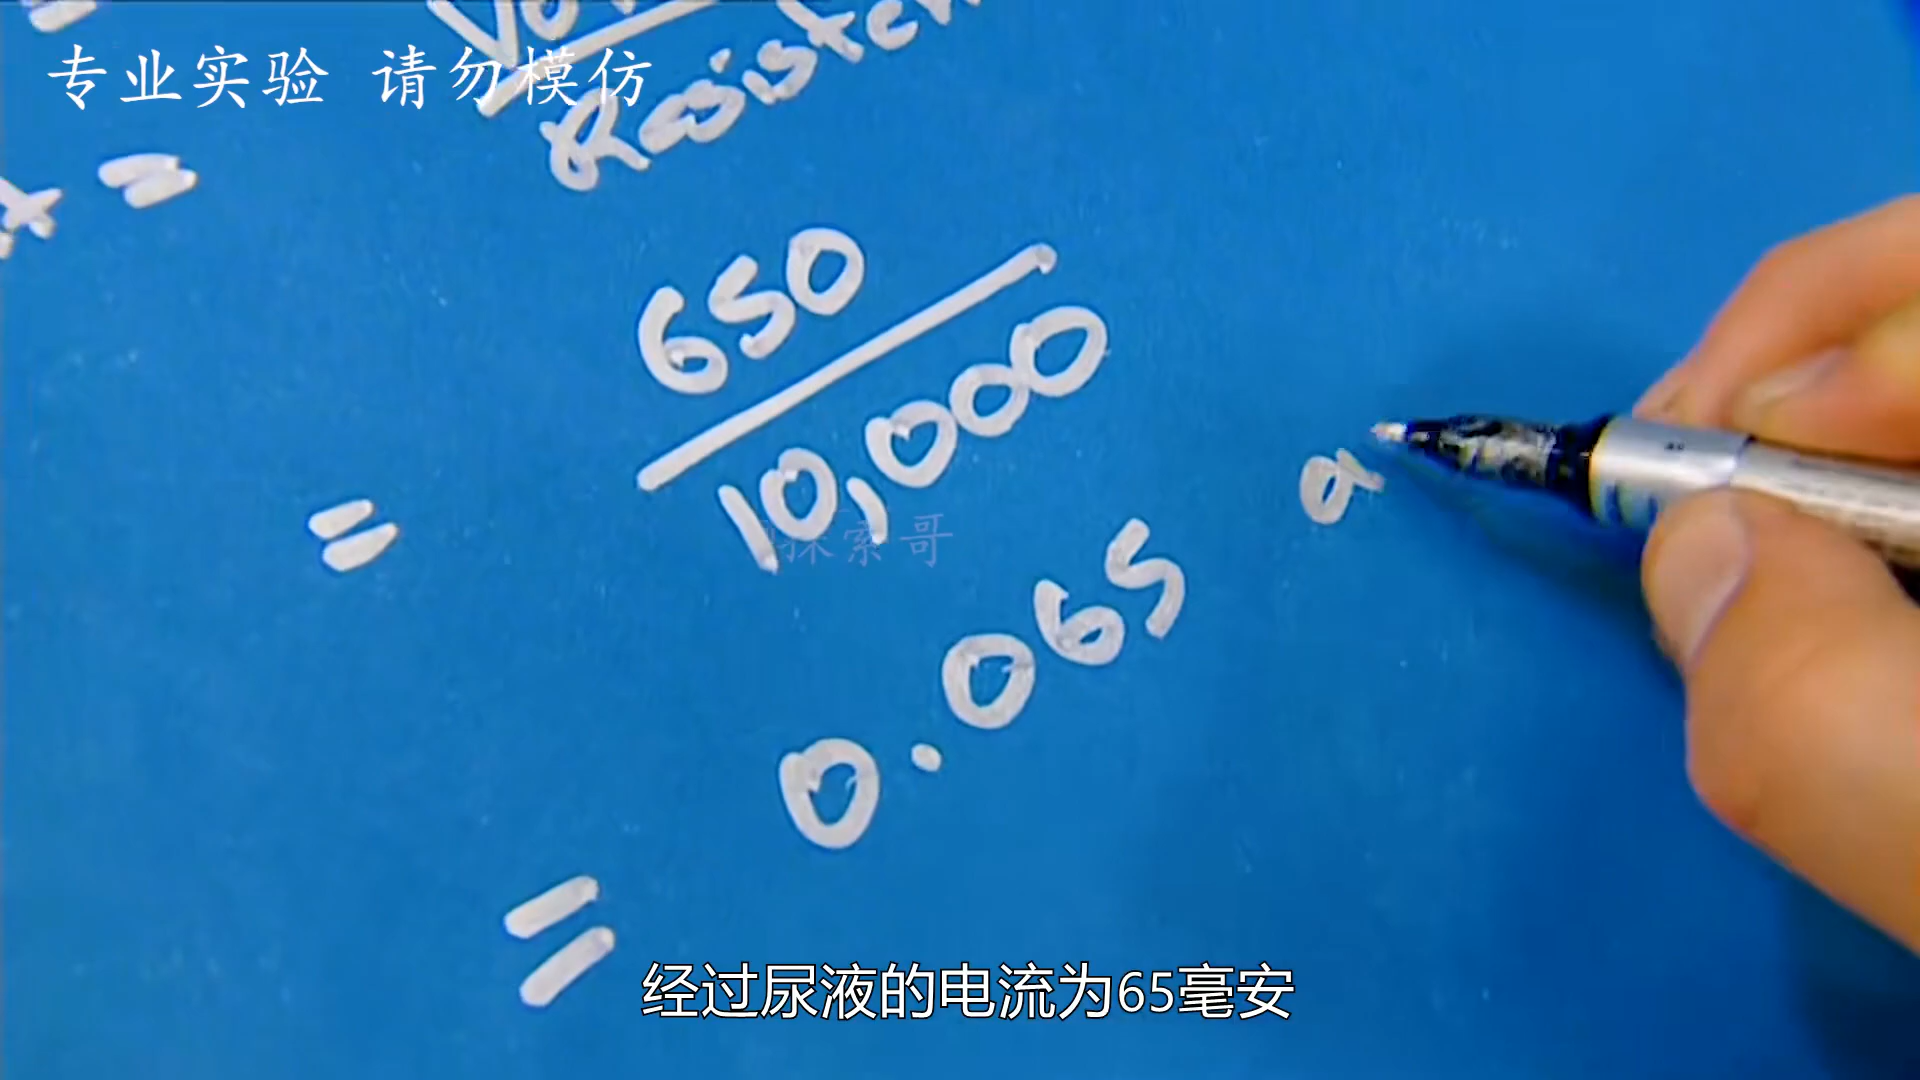 专业实验 请勿模仿
=
=
650
10,000
=
探索哥
0.065 a
=
经过尿液的电流为65毫安